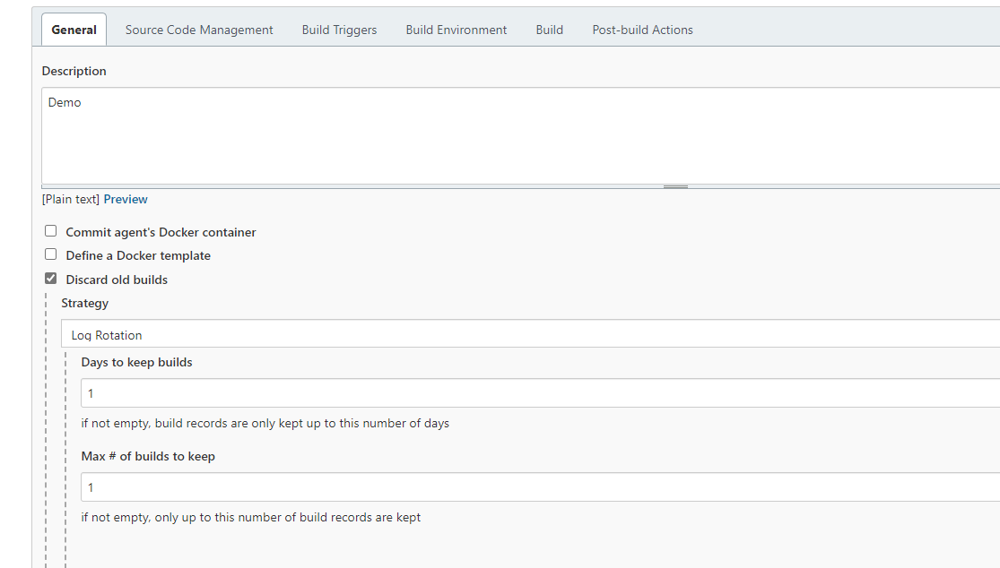 General Source Code Management Build Triggers Build Environment Build Post-build Actions
Description
Demo
[Plain text] Preview
Commit agent's Docker container
Define a Docker template
Discard old builds
Strategy
Log Rotation
Days to keep builds
1
if not empty, build records are only kept up to this number of days
Max # of builds to keep
1
if not empty, only up to this number of build records are kept